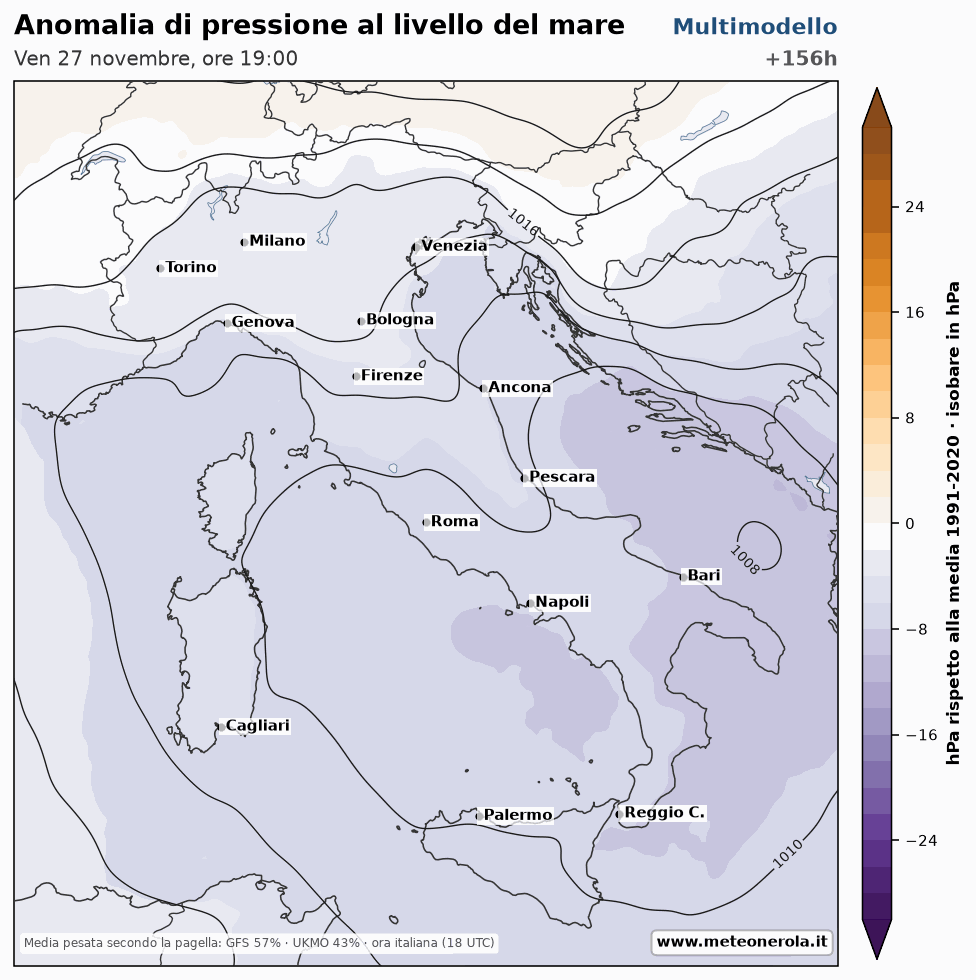 Anomalia di pressione al livello del mare
Multimodello
Ven 27 novembre, ore 19:00
+156h
1016
Milano
Venezia
Torino
Genova
Bologna
Firenze
Ancona
Pescara
Roma
1008
Bari
Napoli
Cagliari
Palermo
Reggio C.
1010
Media pesata secondo la pagella: GFS 57% · UKMO 43% · ora italiana (18 UTC)
www.meteonerola.it
24
16
8
0
−8
−16
−24
hPa rispetto alla media 1991-2020 · isobare in hPa